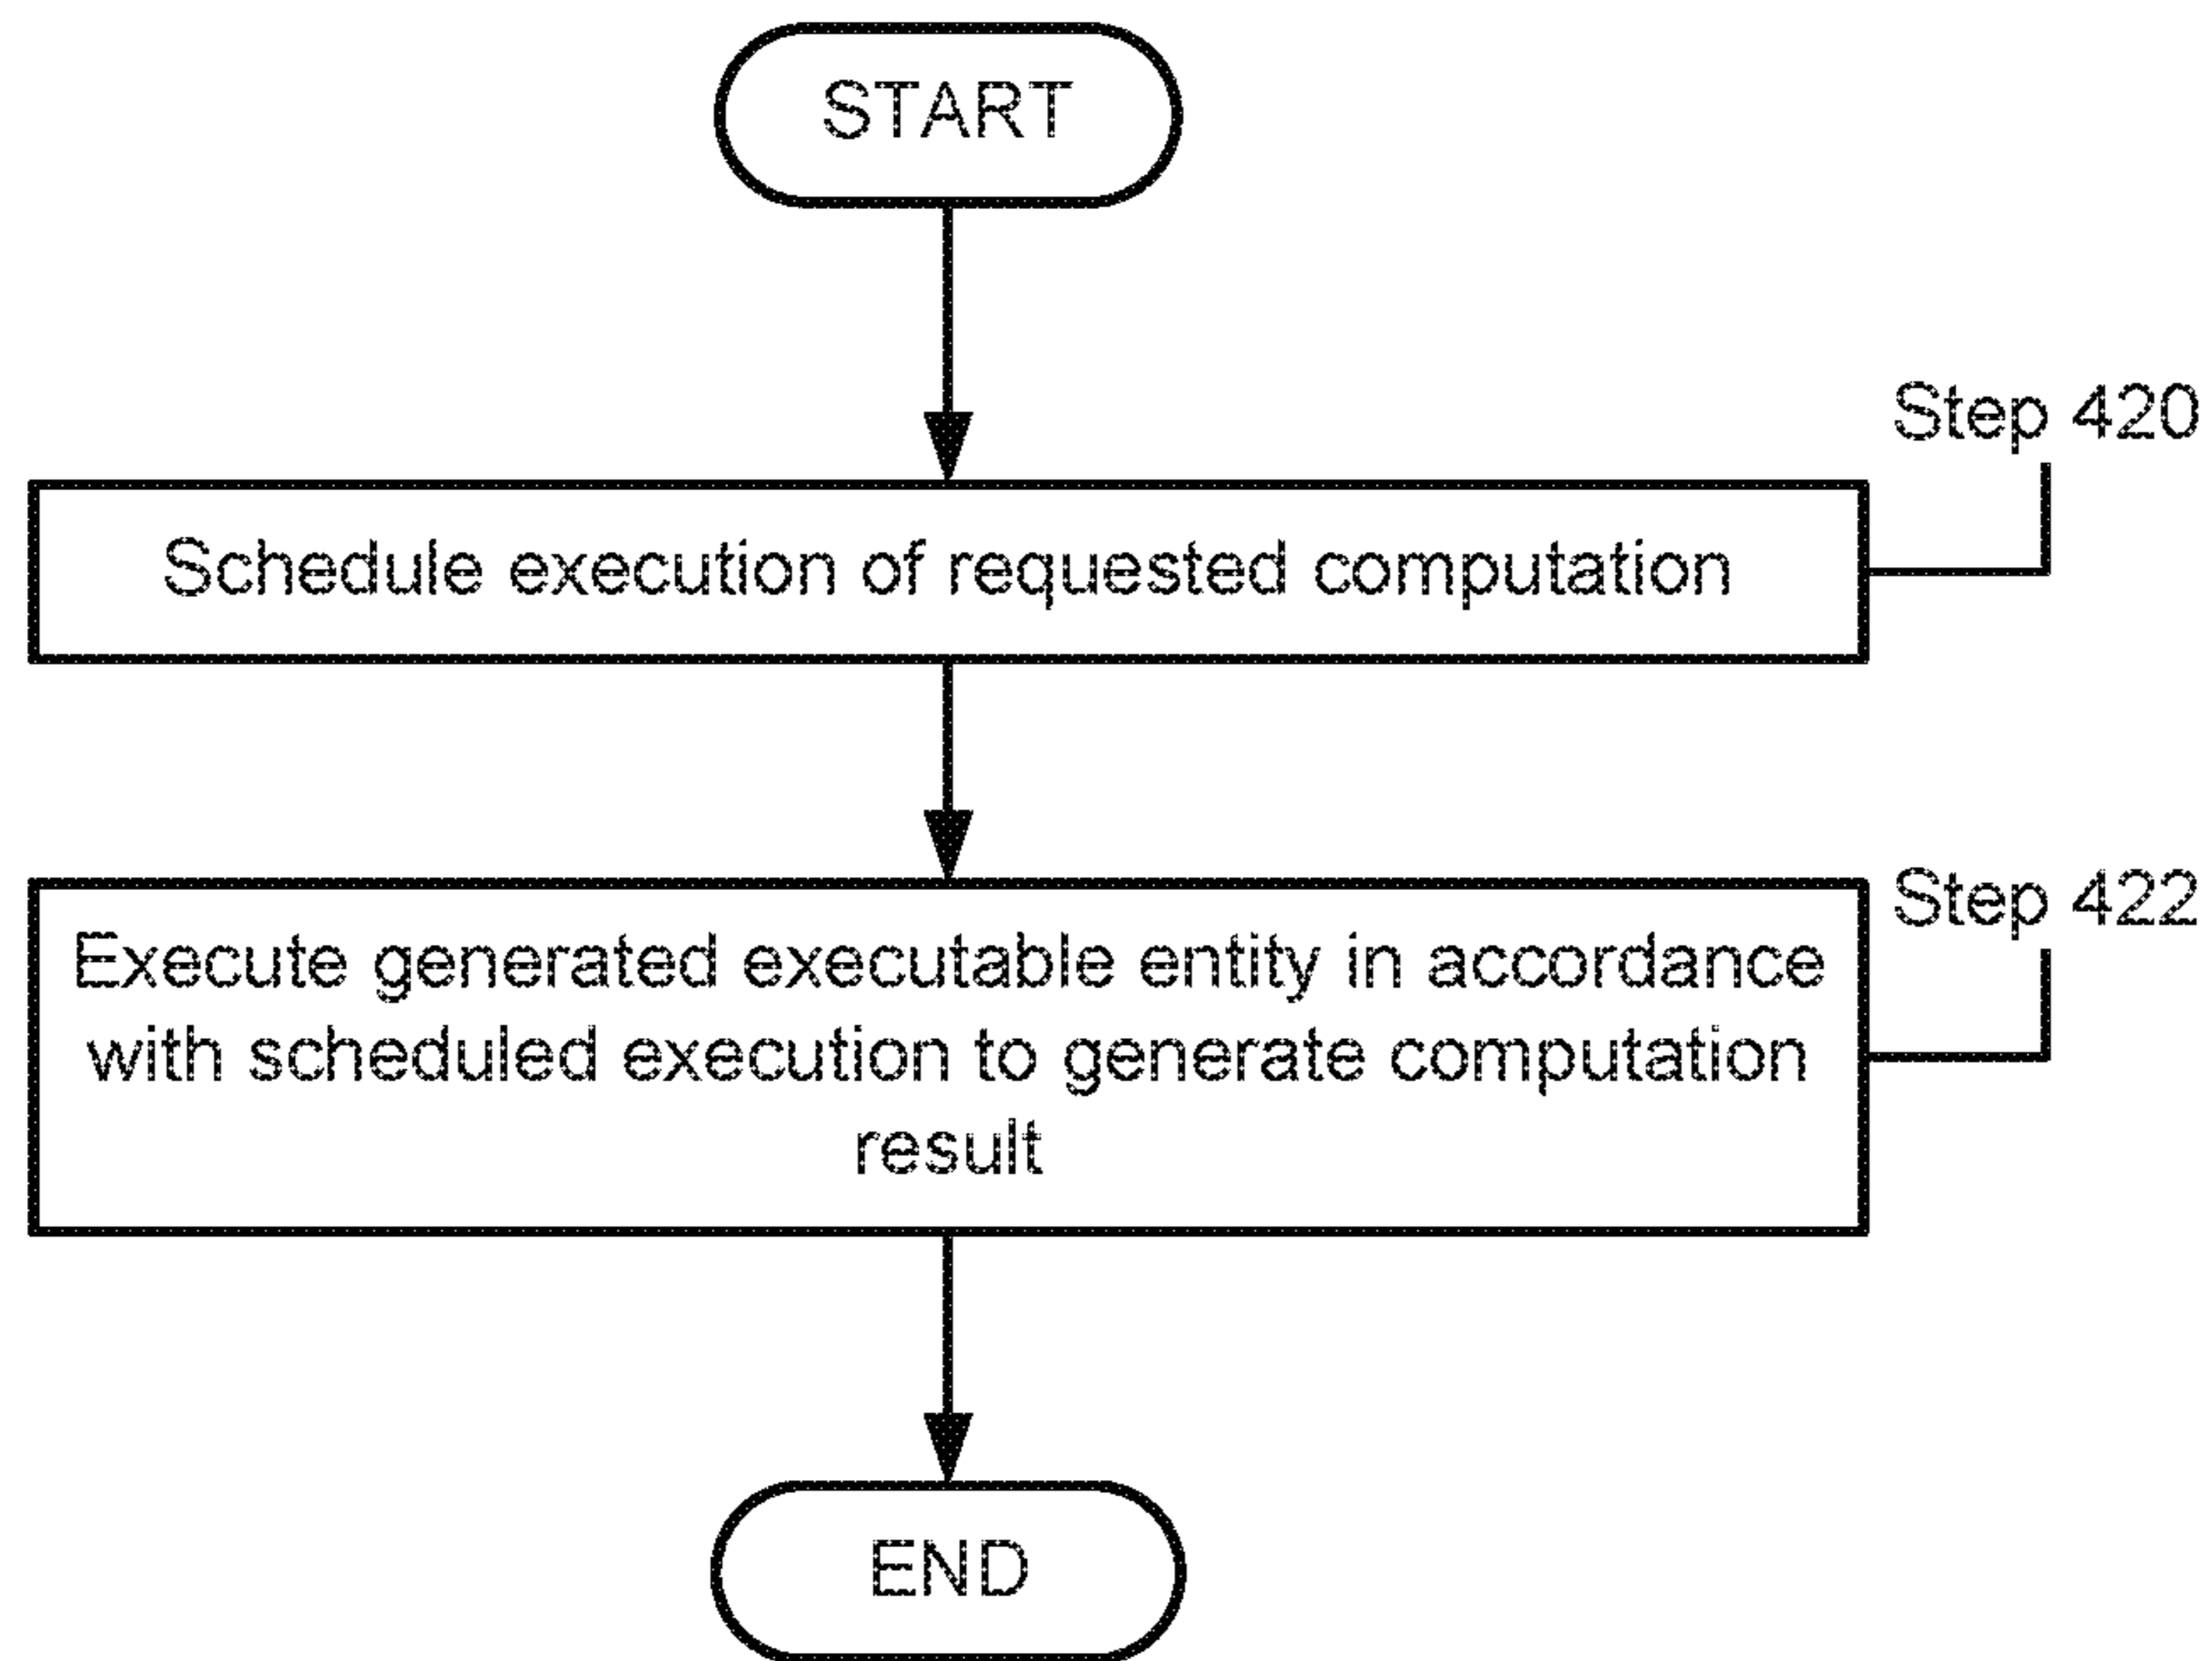 START
Step 420
Schedule execution of requested computation
Step 422
Execute generated executable entity in accordance
with scheduled execution to generate computation
result
END